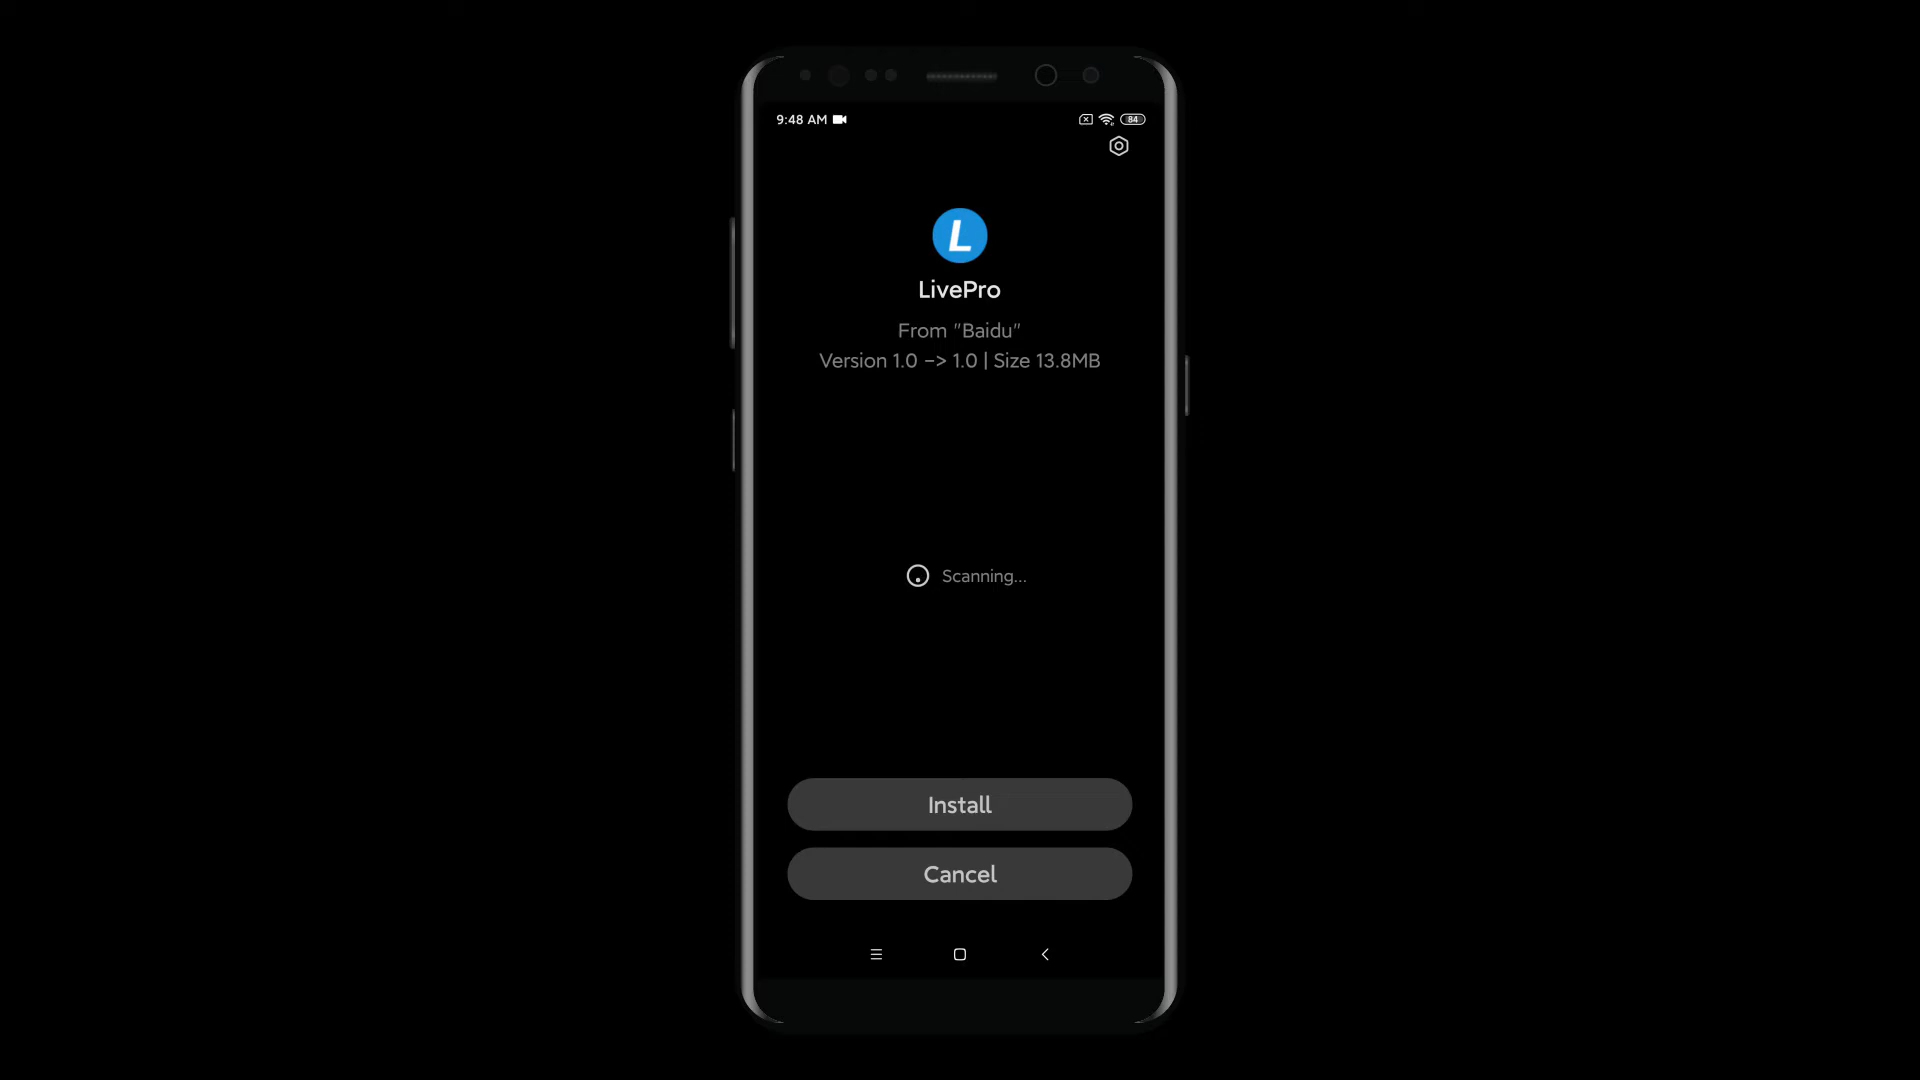 9:48 AM
84
L
LivePro
From "Baidu"
Version 1.0 -> 1.0 | Size 13.8MB
Scanning...
Install
Cancel